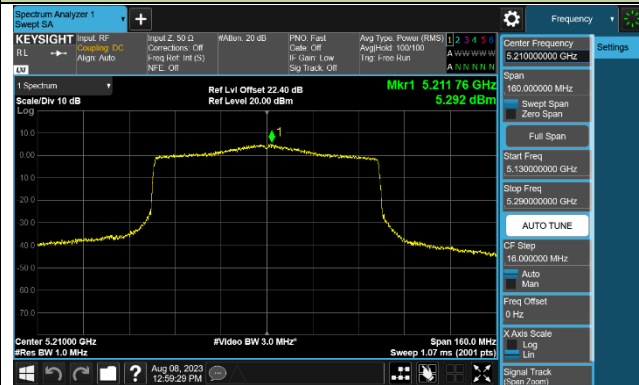 Spectrum Analyzer 1
Swept SA
Frequency
KEYSIGHT
RL
Input: RF
Coupling: DC
Align: Auto
Input Z: 50 Ω
Corrections: Off
Freq Ref: Int (S)
NFE: Off
#Atten: 20 dB
PNO: Fast
Gate: Off
IF Gain: Low
Sig Track: Off
Avg Type: Power (RMS)
Avg|Hold: 100/100
Trig: Free Run
1 2 3 4 5 6
A W W W W W
A N N N N N
1 Spectrum
Scale/Div 10 dB
Log
Ref Lvl Offset 22.40 dB
Ref Level 20.00 dBm
Mkr1 5.211 76 GHz
5.292 dBm
1
10.0
0.00
-10.0
-20.0
-30.0
-40.0
-50.0
-60.0
70.0
Center 5.21000 GHz
#Res BW 1.0 MHz
#Video BW 3.0 MHz*
Span 160.0 MHz
Sweep 1.07 ms (2001 pts)
Center Frequency
5.210000000 GHz
Settings
Span
160.000000 MHz
Swept Span
Zero Span
Full Span
Start Freq
5.130000000 GHz
Stop Freq
5.290000000 GHz
AUTO TUNE
CF Step
16.000000 MHz
Auto
Man
Freq Offset
0 Hz
X Axis Scale
Log
Lin
Signal Track
(Span Zoom)
?
Aug 08, 2023
12:59:29 PM